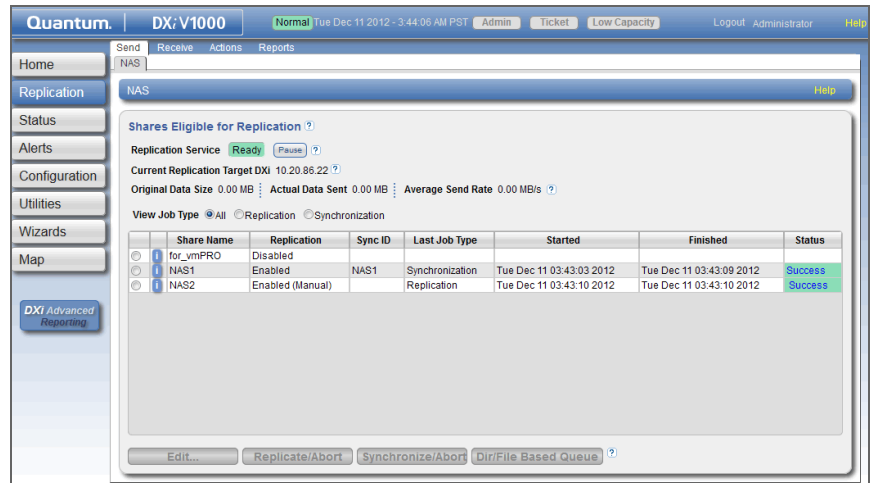 Quantum. DXi V1000 Normal Tue Dec 11 2012 - 3:44:06 AM PST Admin Ticket Low Capacity Logout Administrator Help
Send Receive Actions Reports
NAS
Home
Replication
Status
Alerts
Configuration
Utilities
Wizards
Map
DXi Advanced
Reporting
NAS Help
Shares Eligible for Replication ?
Replication Service Ready Pause ?
Current Replication Target DXi 10.20.86.22 ?
Original Data Size 0.00 MB Actual Data Sent 0.00 MB Average Send Rate 0.00 MB/s ?
View Job Type All Replication Synchronization
Share Name Replication Sync ID Last Job Type Started Finished Status
i for_vmPRO Disabled
i NAS1 Enabled NAS1 Synchronization Tue Dec 11 03:43:03 2012 Tue Dec 11 03:43:09 2012 Success
i NAS2 Enabled (Manual) Replication Tue Dec 11 03:43:10 2012 Tue Dec 11 03:43:10 2012 Success
Edit... Replicate/Abort Synchronize/Abort Dir/File Based Queue ?